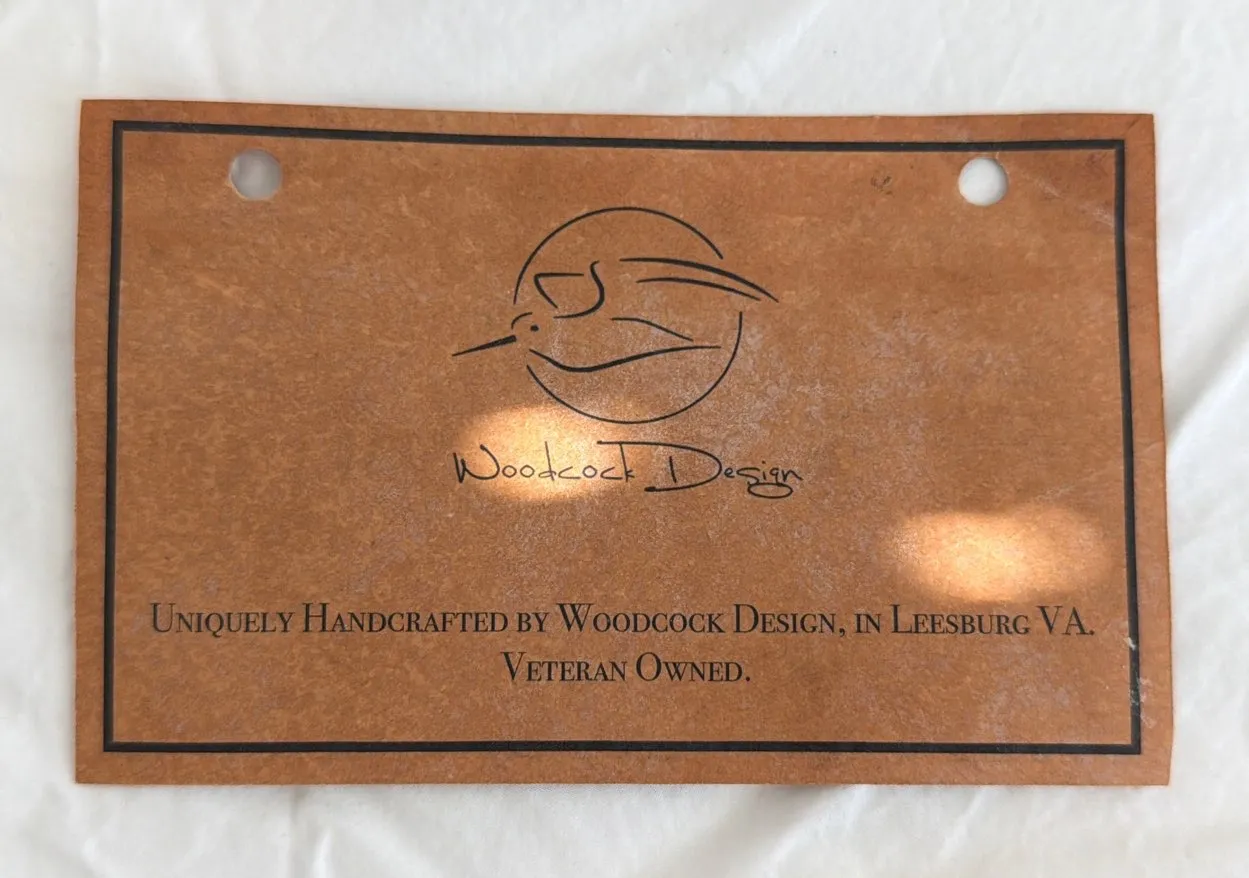 Woodcock Design
Uniquely Handcrafted by Woodcock Design, in Leesburg VA.
Veteran Owned.